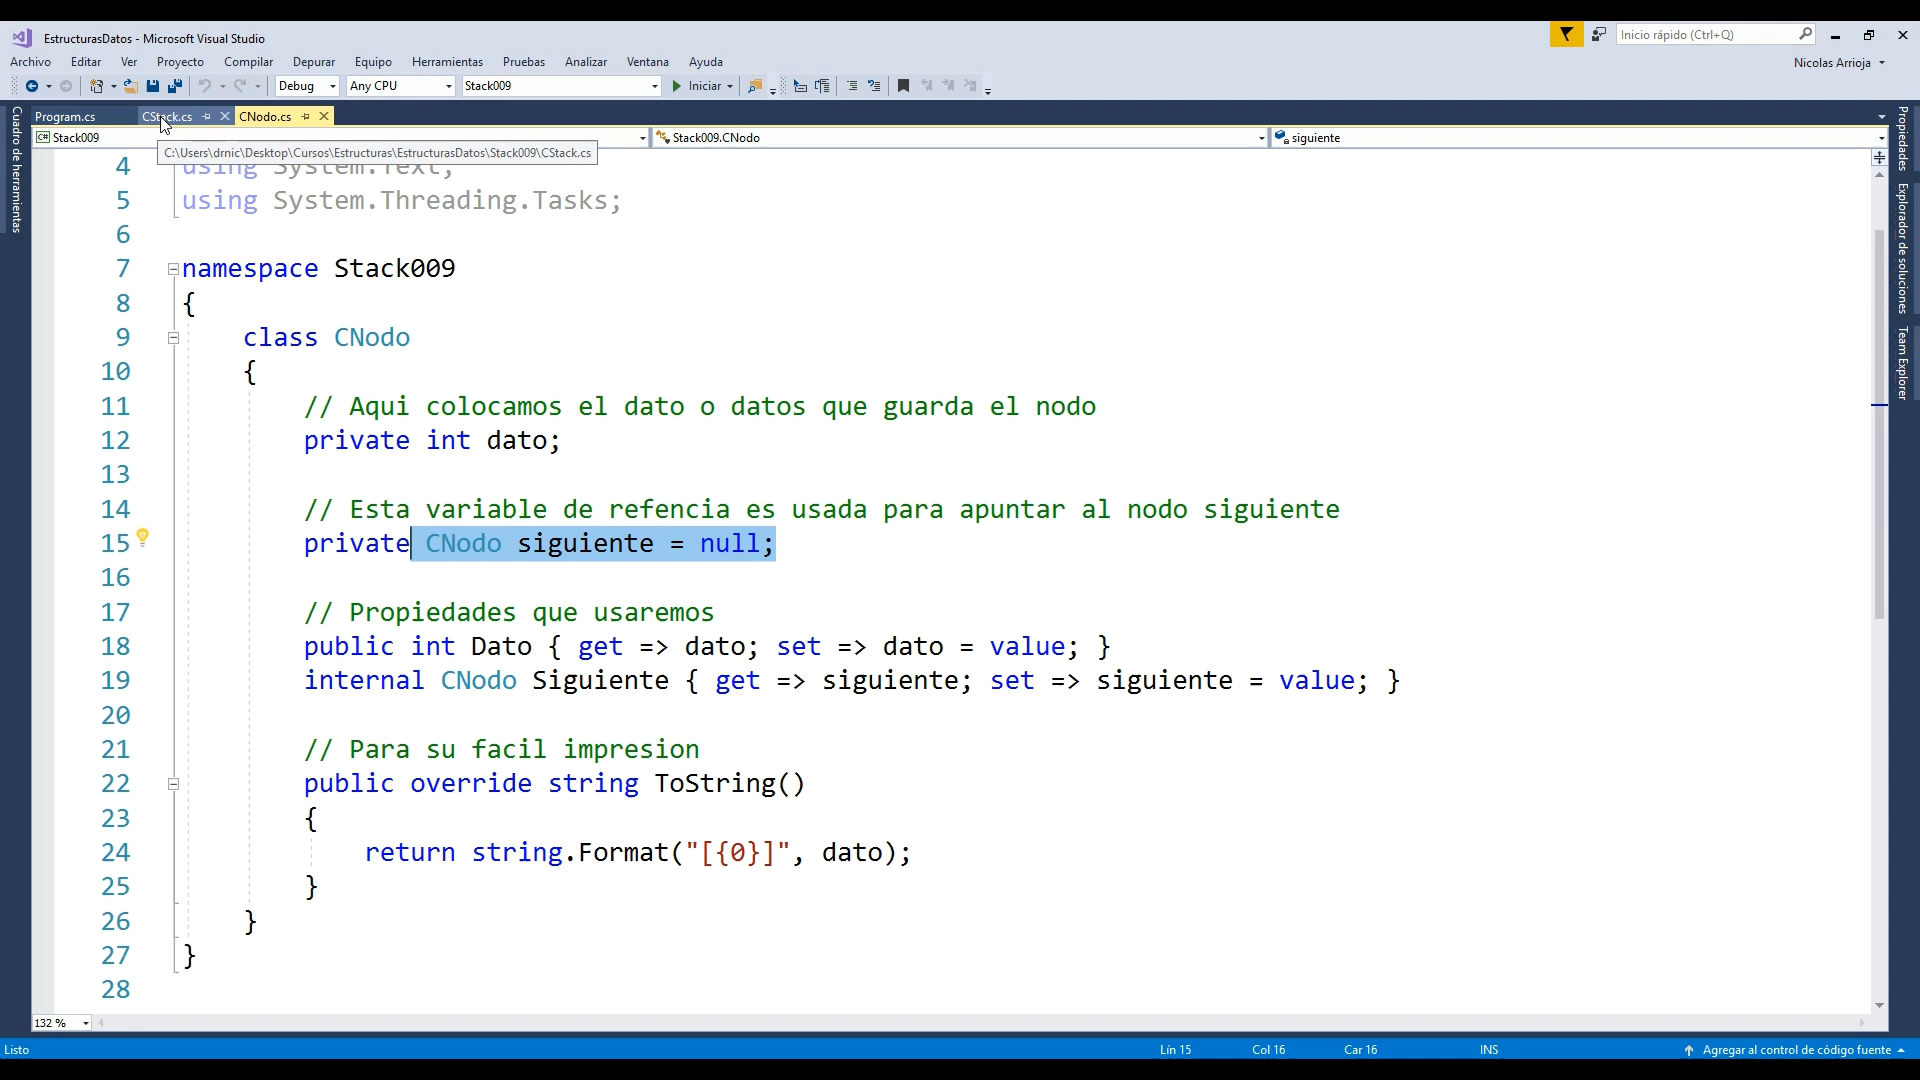 EstructurasDatos - Microsoft Visual Studio
Inicio rápido (Ctrl+Q)
Archivo Editar Ver Proyecto Compilar Depurar Equipo Herramientas Pruebas Analizar Ventana Ayuda
Nicolas Arrioja
Debug Any CPU Stack009 Iniciar
Program.cs CStack.cs CNodo.cs
C# Stack009 Stack009.CNodo siguiente
C:\Users\drnic\Desktop\Cursos\Estructuras\EstructurasDatos\Stack009\CStack.cs
Cuadro de herramientas
Propiedades
Explorador de soluciones
Team Explorer
4 using System.Text;
5 using System.Threading.Tasks;
6
7 namespace Stack009
8 {
9 class CNodo
10 {
11 // Aqui colocamos el dato o datos que guarda el nodo
12 private int dato;
13
14 // Esta variable de refencia es usada para apuntar al nodo siguiente
15 private CNodo siguiente = null;
16
17 // Propiedades que usaremos
18 public int Dato { get => dato; set => dato = value; }
19 internal CNodo Siguiente { get => siguiente; set => siguiente = value; }
20
21 // Para su facil impresion
22 public override string ToString()
23 {
24 return string.Format("[{0}]", dato);
25 }
26 }
27 }
28
132 %
Listo Lín 15 Col 16 Car 16 INS Agregar al control de código fuente